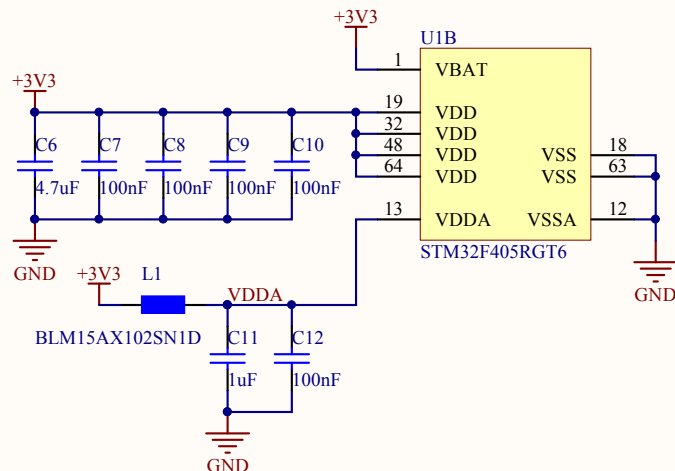 +3V3
U1B
1 VBAT
+3V3
19 VDD
32 VDD
C6 C7 C8 C9 C10
48 VDD VSS 18
64 VDD VSS 63
4.7uF 100nF 100nF 100nF 100nF
13 VDDA VSSA 12
GND
STM32F405RGT6
+3V3 L1
VDDA
GND
BLM15AX102SN1D C11 C12
1uF 100nF
GND